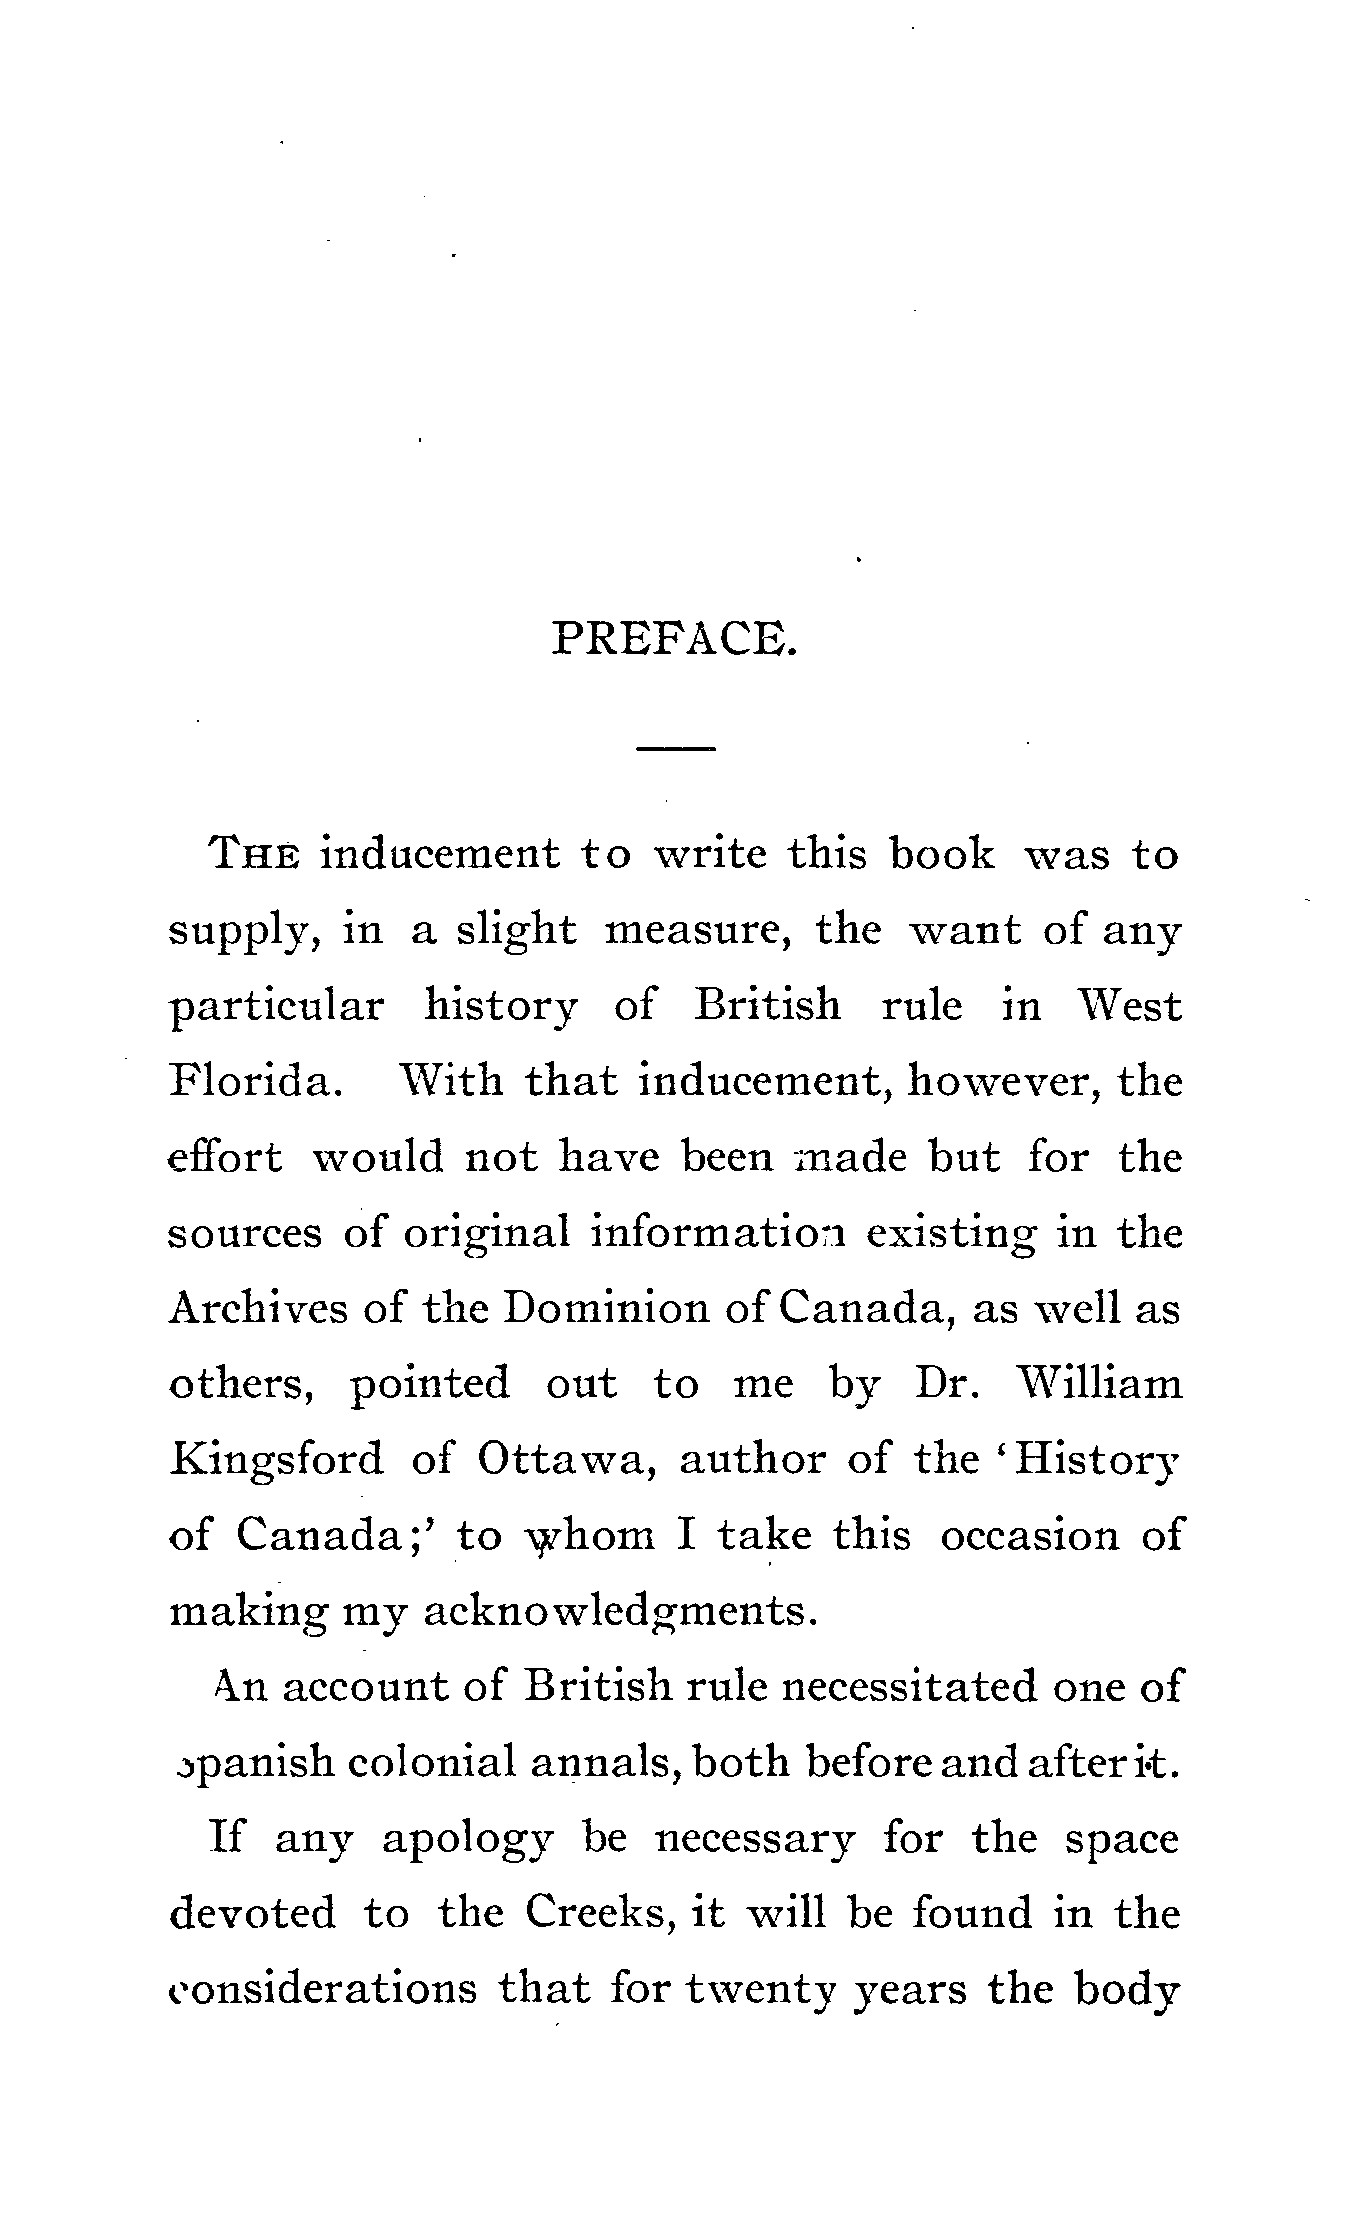 PREFACE.
THE inducement to write this book was to
supply, in a slight measure, the want of any
particular history of British rule in West
Florida. With that inducement, however, the
effort would not have been made but for the
sources of original information existing in the
Archives of the Dominion of Canada, as well as
others, pointed out to me by Dr. William
Kingsford of Ottawa, author of the ‘History
of Canada;’ to whom I take this occasion of
making my acknowledgments.
An account of British rule necessitated one of
Spanish colonial annals, both before and after it.
If any apology be necessary for the space
devoted to the Creeks, it will be found in the
considerations that for twenty years the body